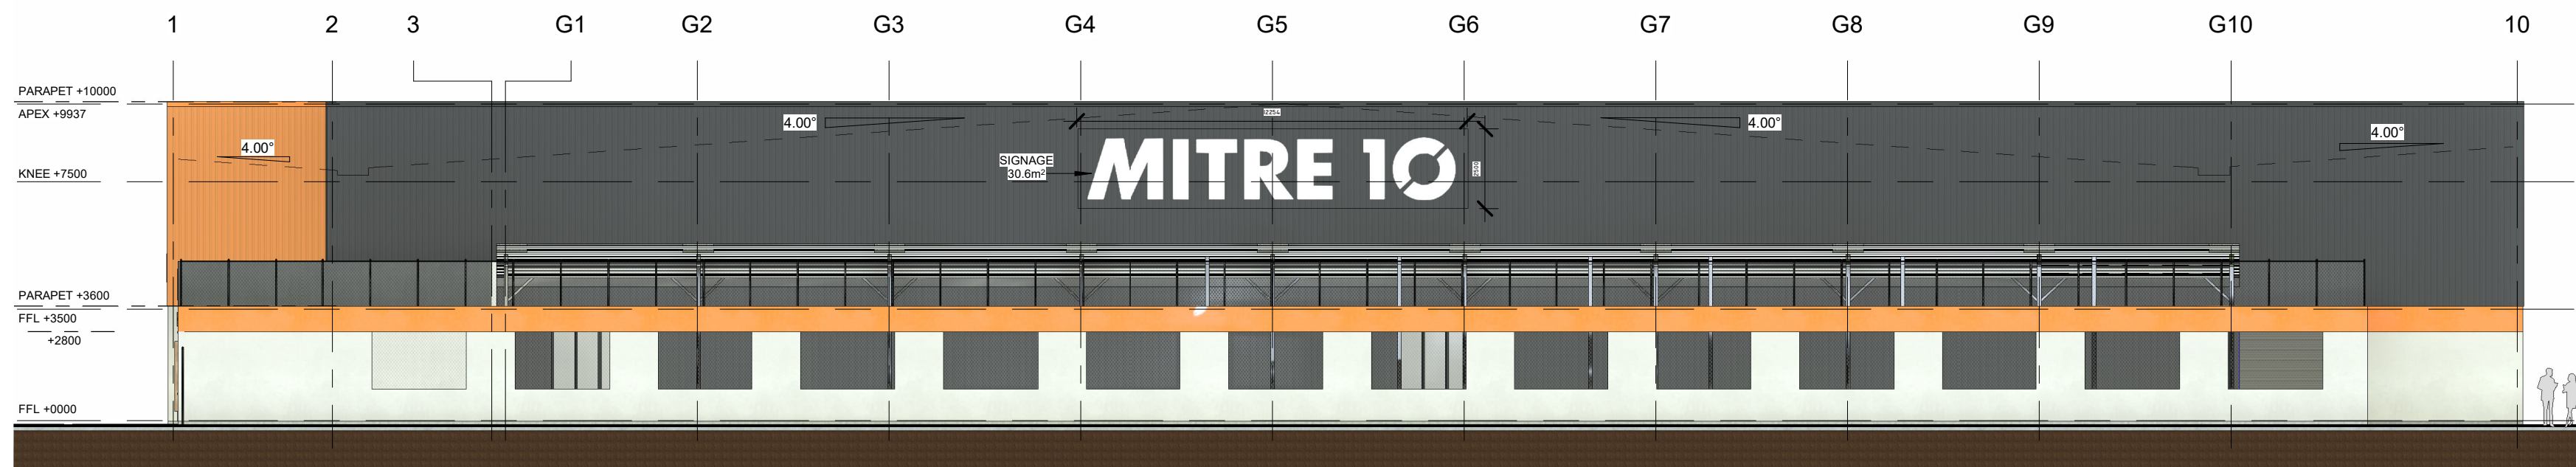 1 2 3 G1 G2 G3 G4 G5 G6 G7 G8 G9 G10 10
PARAPET +10000
APEX +9937
12254
4.00°
4.00°
4.00°
4.00°
SIGNAGE
30.6m²
MITRE 10
2500
KNEE +7500
PARAPET +3600
FFL +3500
+2800
FFL +0000